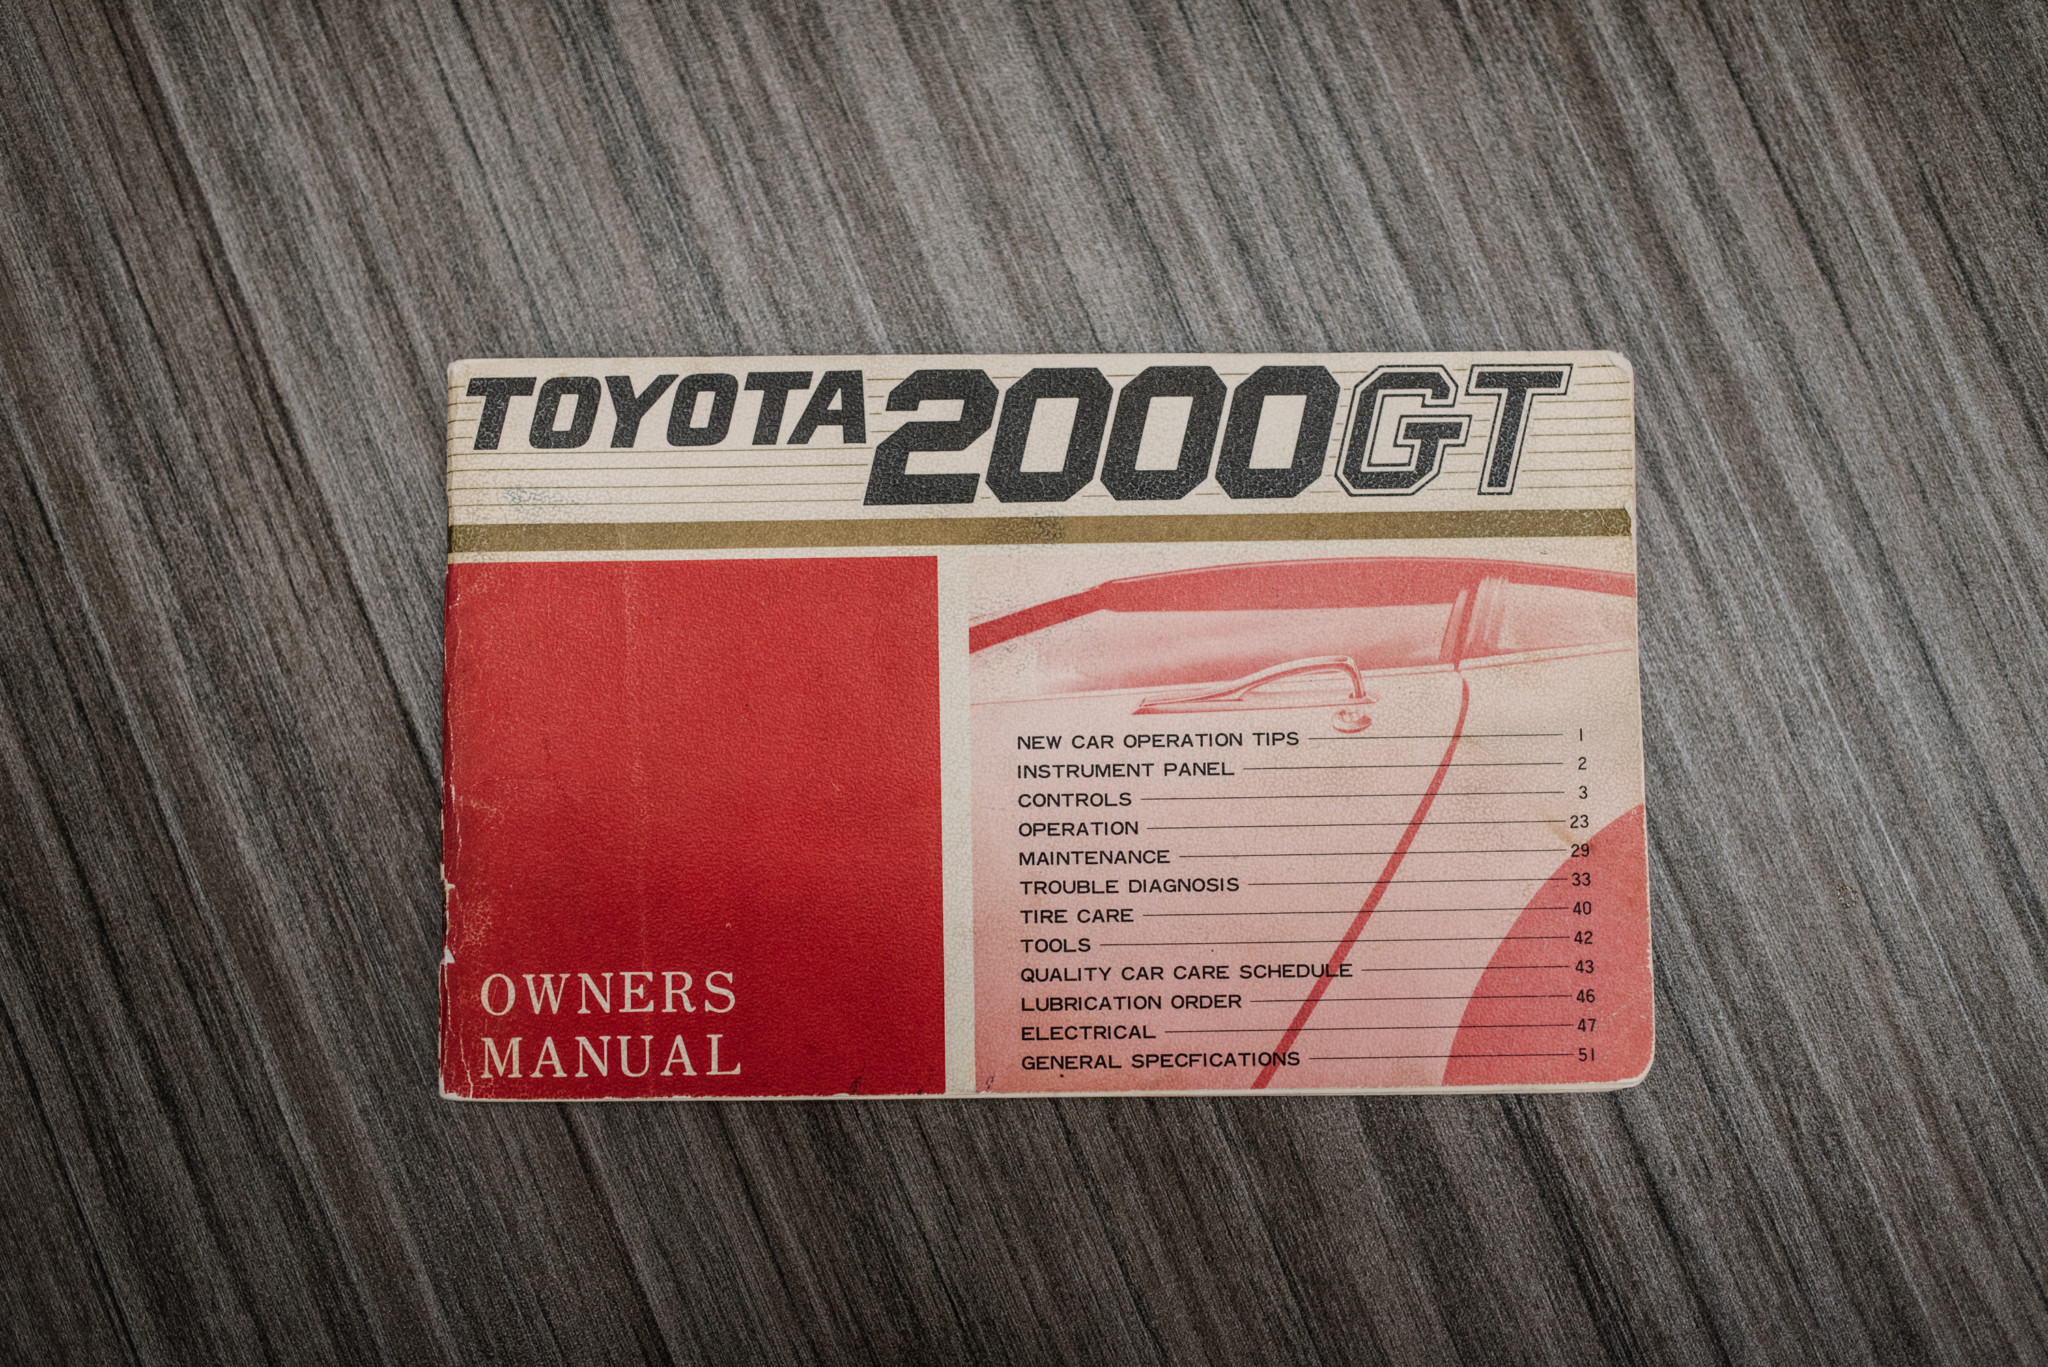 TOYOTA 2000GT
OWNERS
MANUAL
NEW CAR OPERATION TIPS 1
INSTRUMENT PANEL 2
CONTROLS 3
OPERATION 23
MAINTENANCE 29
TROUBLE DIAGNOSIS 33
TIRE CARE 40
TOOLS 42
QUALITY CAR CARE SCHEDULE 43
LUBRICATION ORDER 46
ELECTRICAL 47
GENERAL SPECFICATIONS 51